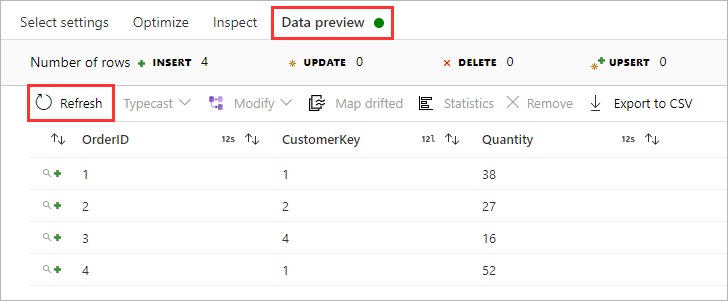 Select settings Optimize Inspect Data preview
Number of rows INSERT 4 UPDATE 0 DELETE 0 UPSERT 0
Refresh Typecast Modify Map drifted Statistics Remove Export to CSV
OrderID 12s CustomerKey 12l Quantity 12s
1 1 38
2 2 27
3 4 16
4 1 52